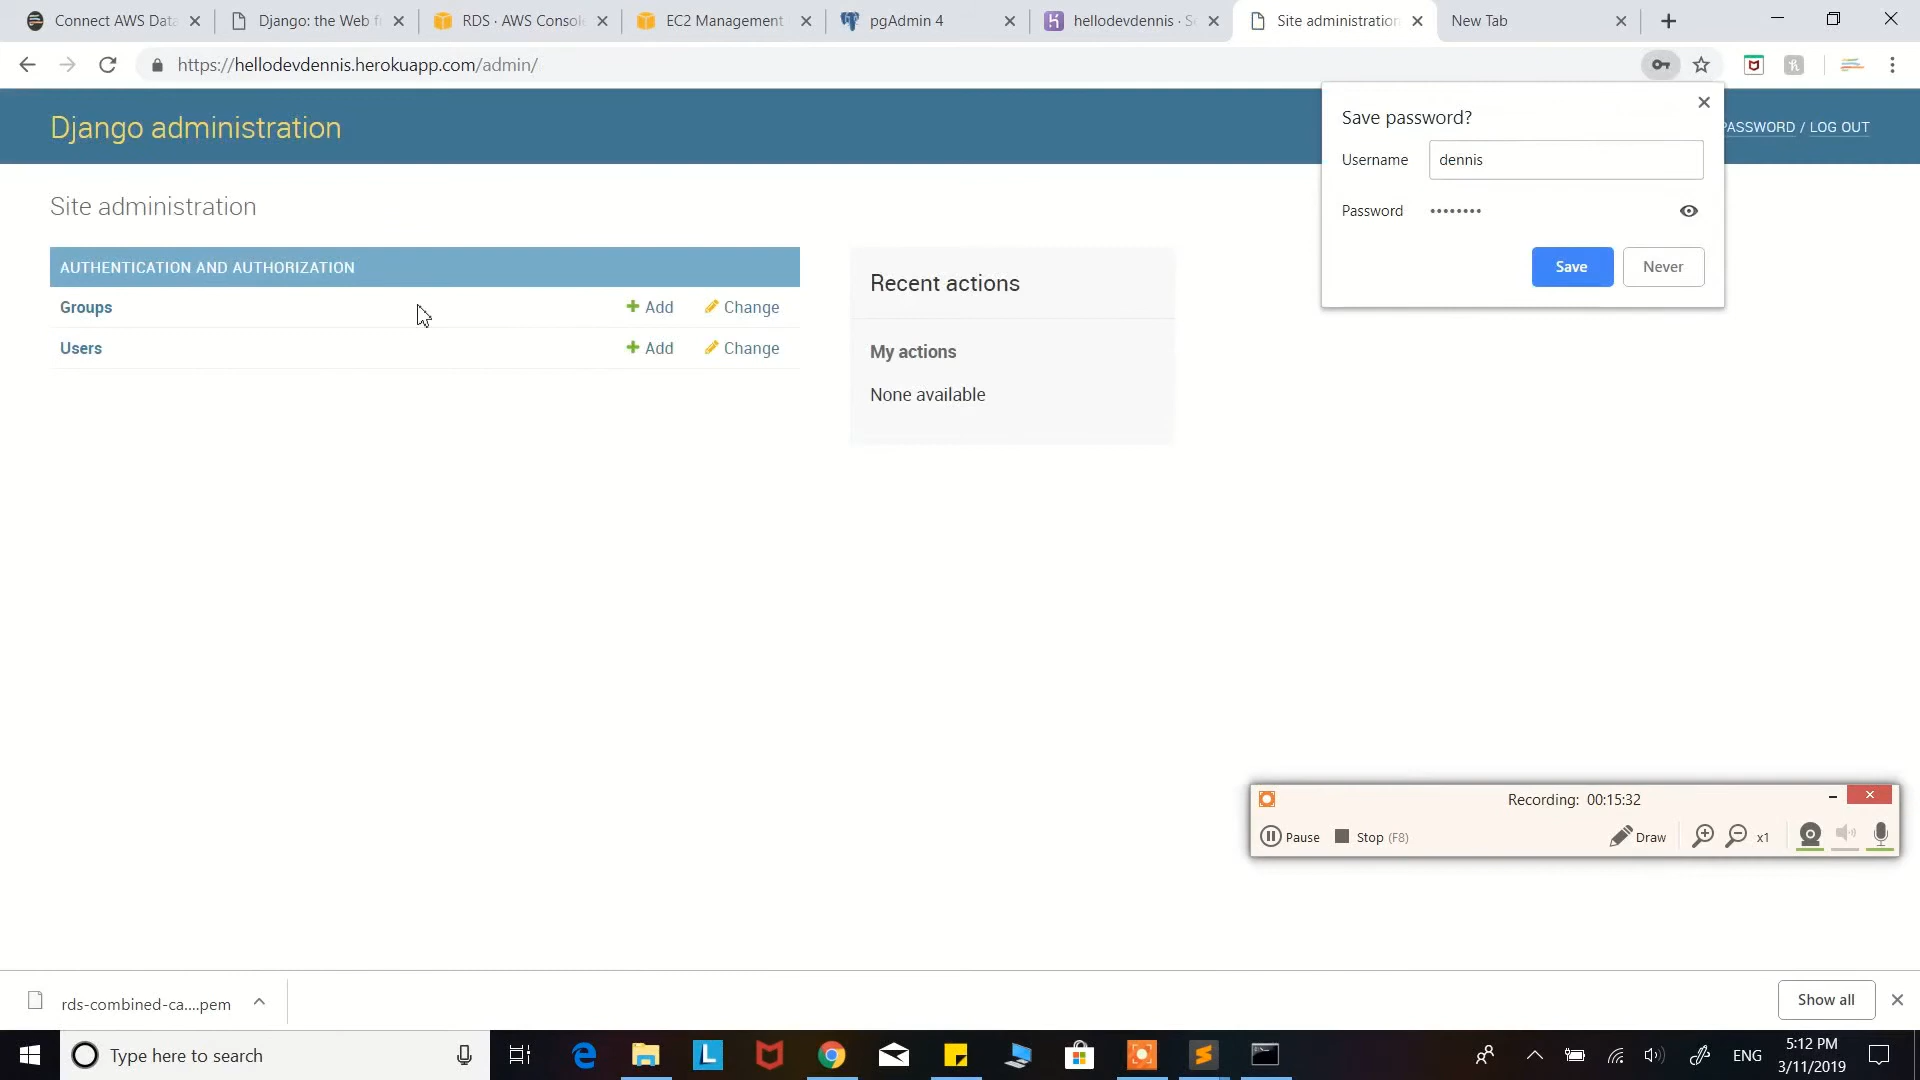 Connect AWS Data
Django: the Web f
RDS · AWS Console
EC2 Management
pgAdmin 4
hellodevdennis · Se
Site administration
New Tab
https://hellodevdennis.herokuapp.com/admin/
Django administration
PASSWORD / LOG OUT
Save password?
Username
dennis
Password
••••••••
Save
Never
Site administration
AUTHENTICATION AND AUTHORIZATION
Groups
Add
Change
Users
Add
Change
Recent actions
My actions
None available
Recording: 00:15:32
Pause
Stop (F8)
Draw
x1
rds-combined-ca....pem
Show all
Type here to search
ENG
5:12 PM
3/11/2019